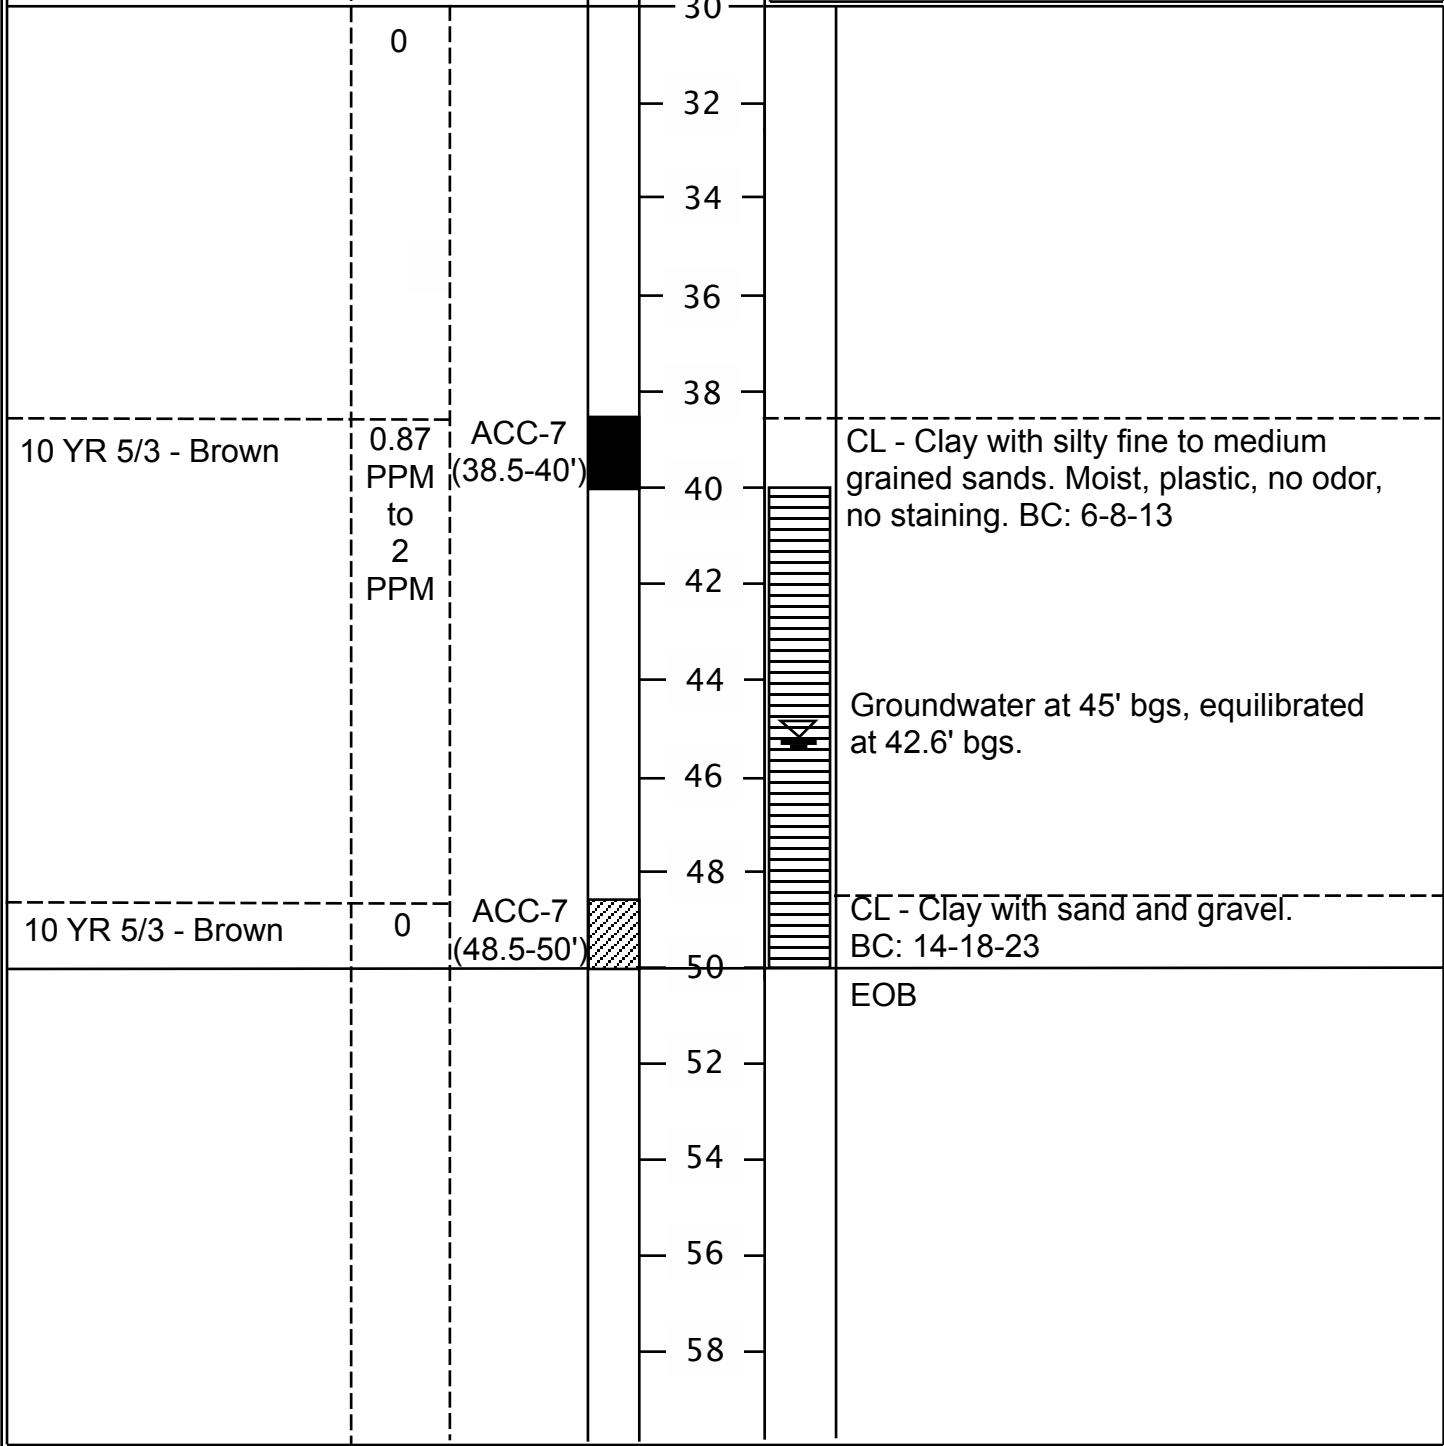 30
0
32
34
36
38
10 YR 5/3 - Brown
0.87
PPM
to
2
PPM
ACC-7
(38.5-40')
40
CL - Clay with silty fine to medium
grained sands. Moist, plastic, no odor,
no staining. BC: 6-8-13
42
44
Groundwater at 45' bgs, equilibrated
at 42.6' bgs.
46
48
10 YR 5/3 - Brown
0
ACC-7
(48.5-50')
CL - Clay with sand and gravel.
BC: 14-18-23
50
EOB
52
54
56
58